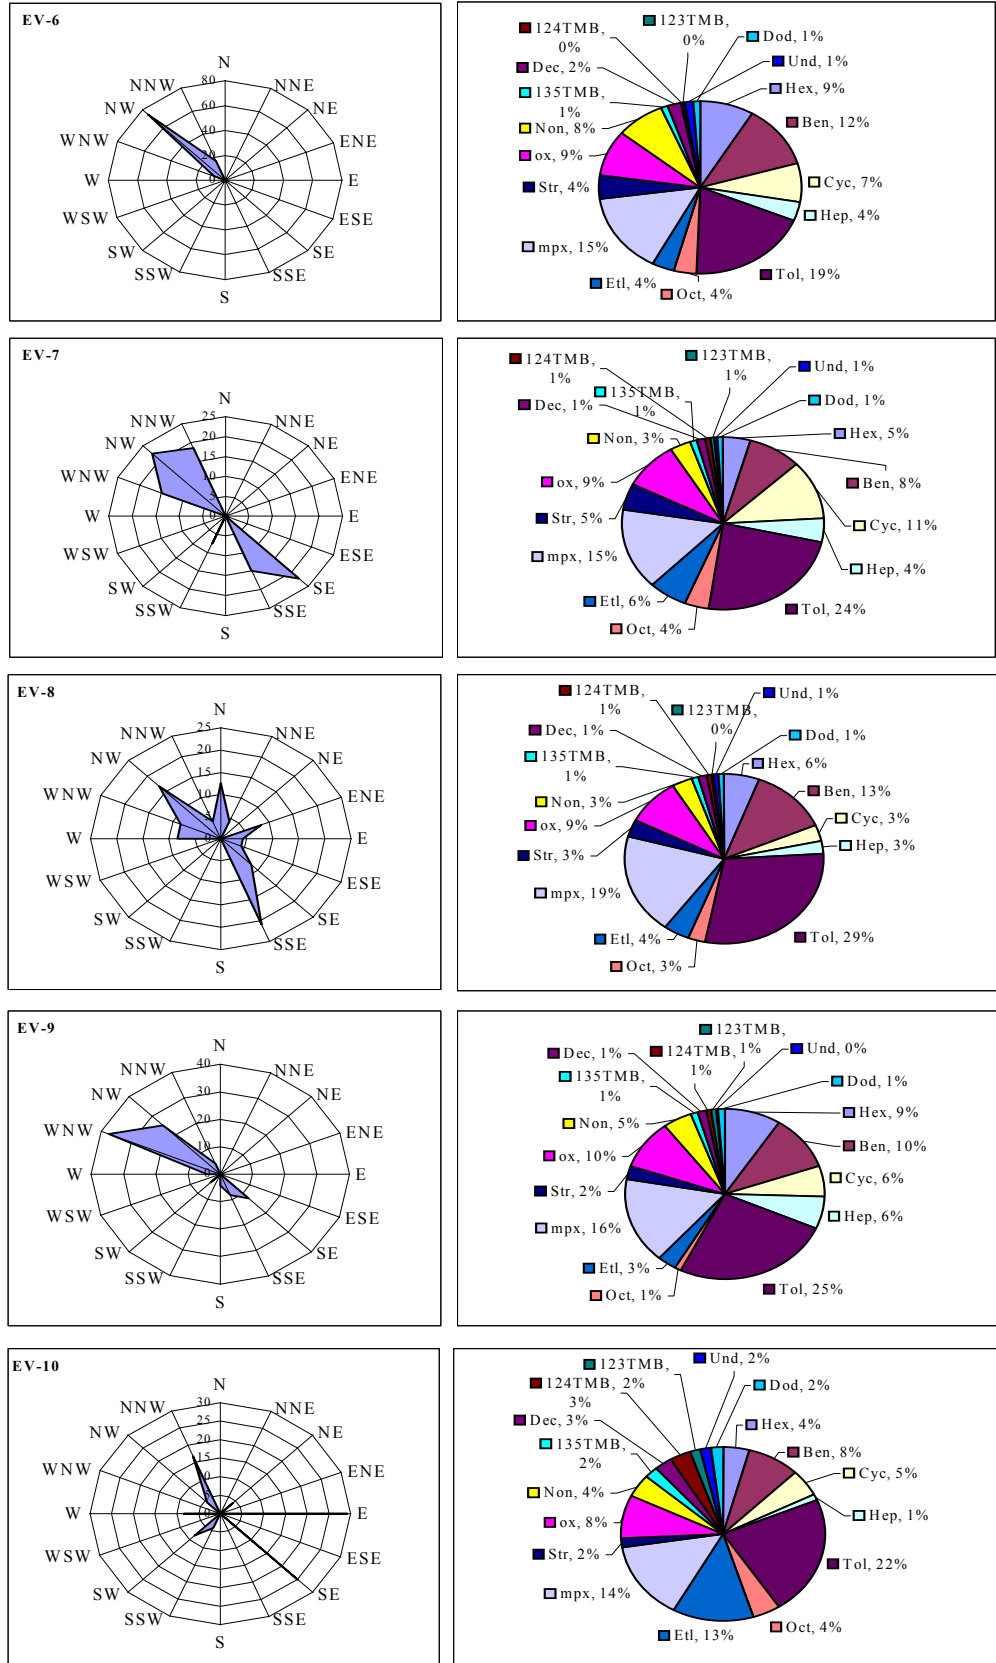 EV-6
N
NNE
NE
ENE
E
ESE
SE
SSE
S
SSW
SW
WSW
W
WNW
NW
NNW
80
60
40
20
0
124TMB,
0%
123TMB,
0%
Dod, 1%
Und, 1%
Dec, 2%
135TMB,
1%
Hex, 9%
Non, 8%
Ben, 12%
ox, 9%
Str, 4%
Cyc, 7%
Hep, 4%
mpx, 15%
Tol, 19%
Etl, 4%
Oct, 4%
EV-7
N
NNE
NE
ENE
E
ESE
SE
SSE
S
SSW
SW
WSW
W
WNW
NW
NNW
25
20
15
10
5
0
124TMB,
1%
123TMB,
1%
Und, 1%
135TMB,
1%
Dod, 1%
Dec, 1%
Non, 3%
Hex, 5%
ox, 9%
Ben, 8%
Str, 5%
Cyc, 11%
mpx, 15%
Hep, 4%
Etl, 6%
Tol, 24%
Oct, 4%
EV-8
N
NNE
NE
ENE
E
ESE
SE
SSE
S
SSW
SW
WSW
W
WNW
NW
NNW
25
20
15
10
5
0
124TMB,
1%
Und, 1%
123TMB,
0%
Dec, 1%
Dod, 1%
135TMB,
1%
Hex, 6%
Non, 3%
Ben, 13%
ox, 9%
Cyc, 3%
Str, 3%
Hep, 3%
mpx, 19%
Etl, 4%
Tol, 29%
Oct, 3%
EV-9
N
NNE
NE
ENE
E
ESE
SE
SSE
S
SSW
SW
WSW
W
WNW
NW
NNW
40
30
20
10
0
123TMB,
1%
Dec, 1%
124TMB,
1%
Und, 0%
135TMB,
1%
Dod, 1%
Non, 5%
Hex, 9%
ox, 10%
Ben, 10%
Str, 2%
Cyc, 6%
mpx, 16%
Hep, 6%
Etl, 3%
Oct, 1%
Tol, 25%
EV-10
N
NNE
NE
ENE
E
ESE
SE
SSE
S
SSW
SW
WSW
W
WNW
NW
NNW
30
25
20
15
10
5
0
123TMB,
2%
Und, 2%
124TMB,
3%
Dod, 2%
Dec, 3%
Hex, 4%
135TMB,
2%
Ben, 8%
Non, 4%
Cyc, 5%
ox, 8%
Hep, 1%
Str, 2%
Tol, 22%
mpx, 14%
Etl, 13%
Oct, 4%